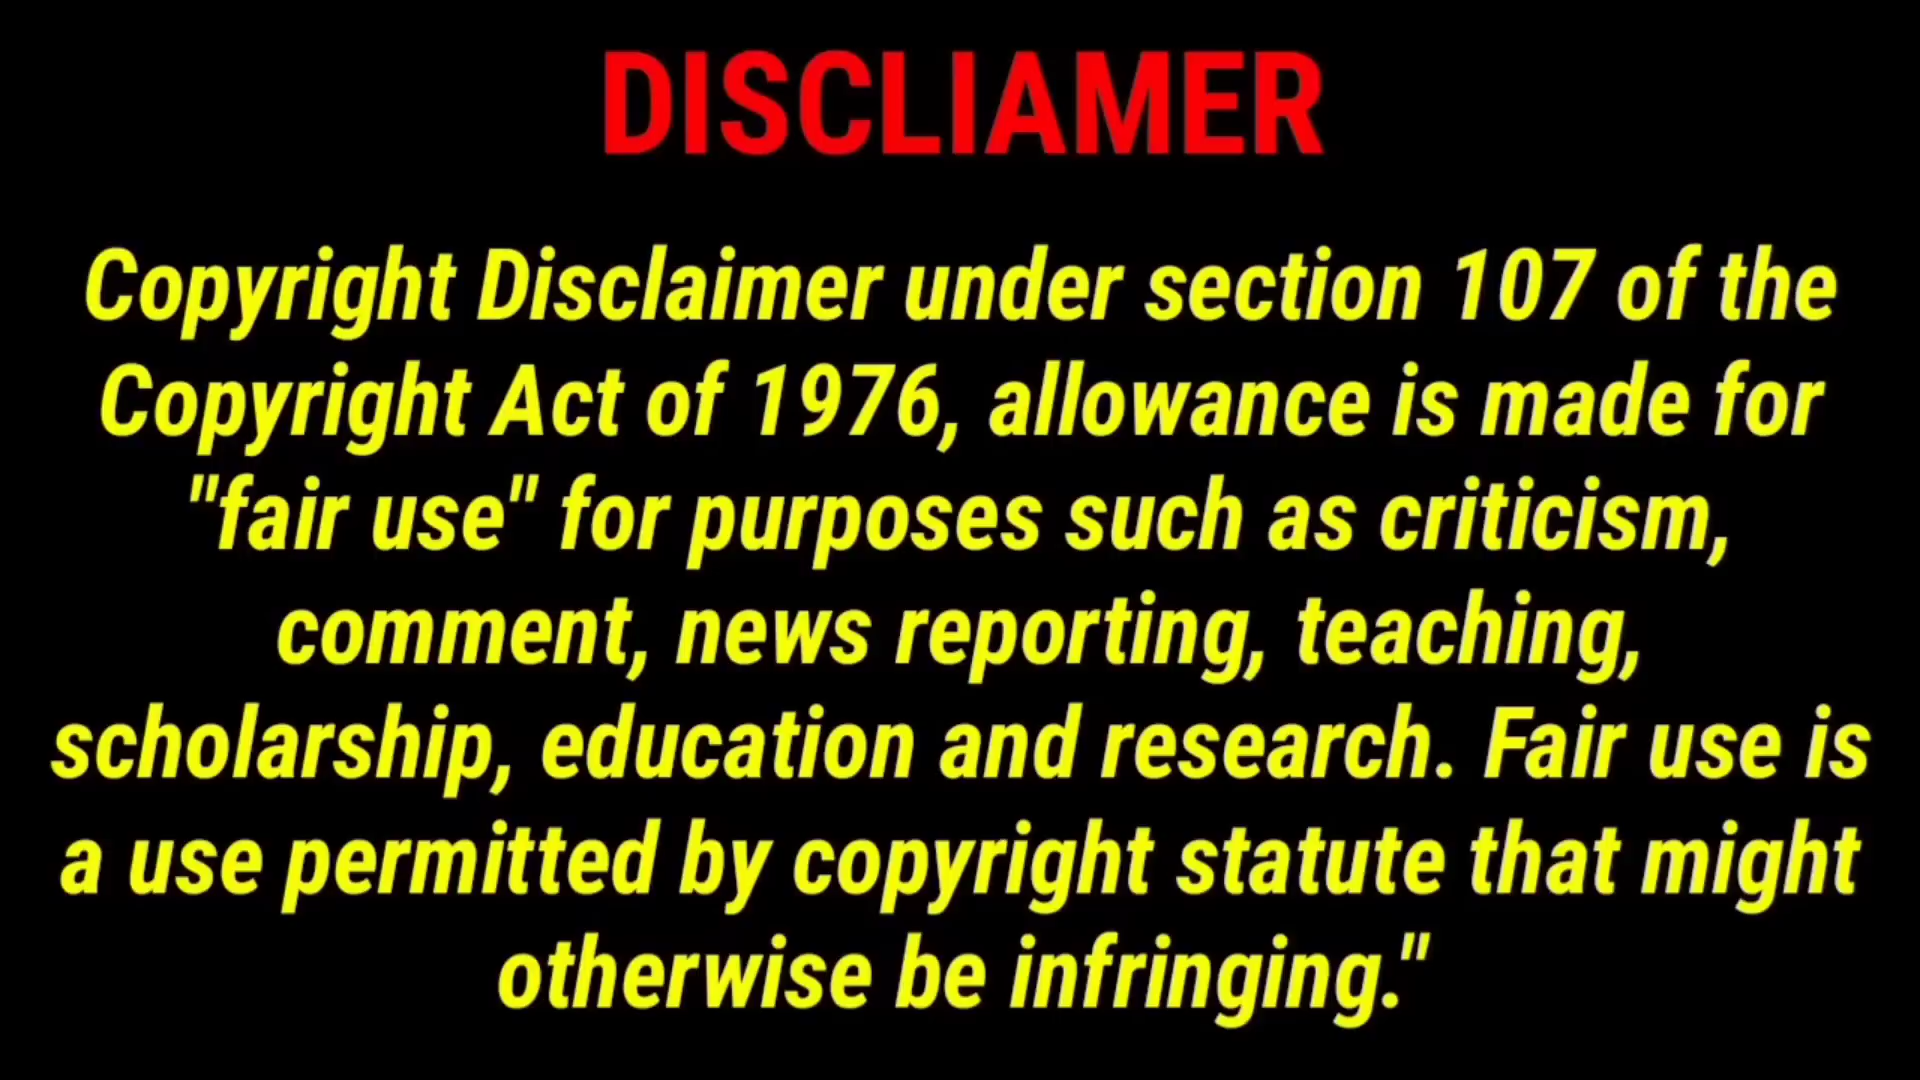 DISCLIAMER
Copyright Disclaimer under section 107 of the
Copyright Act of 1976, allowance is made for
"fair use" for purposes such as criticism,
comment, news reporting, teaching,
scholarship, education and research. Fair use is
a use permitted by copyright statute that might
otherwise be infringing."